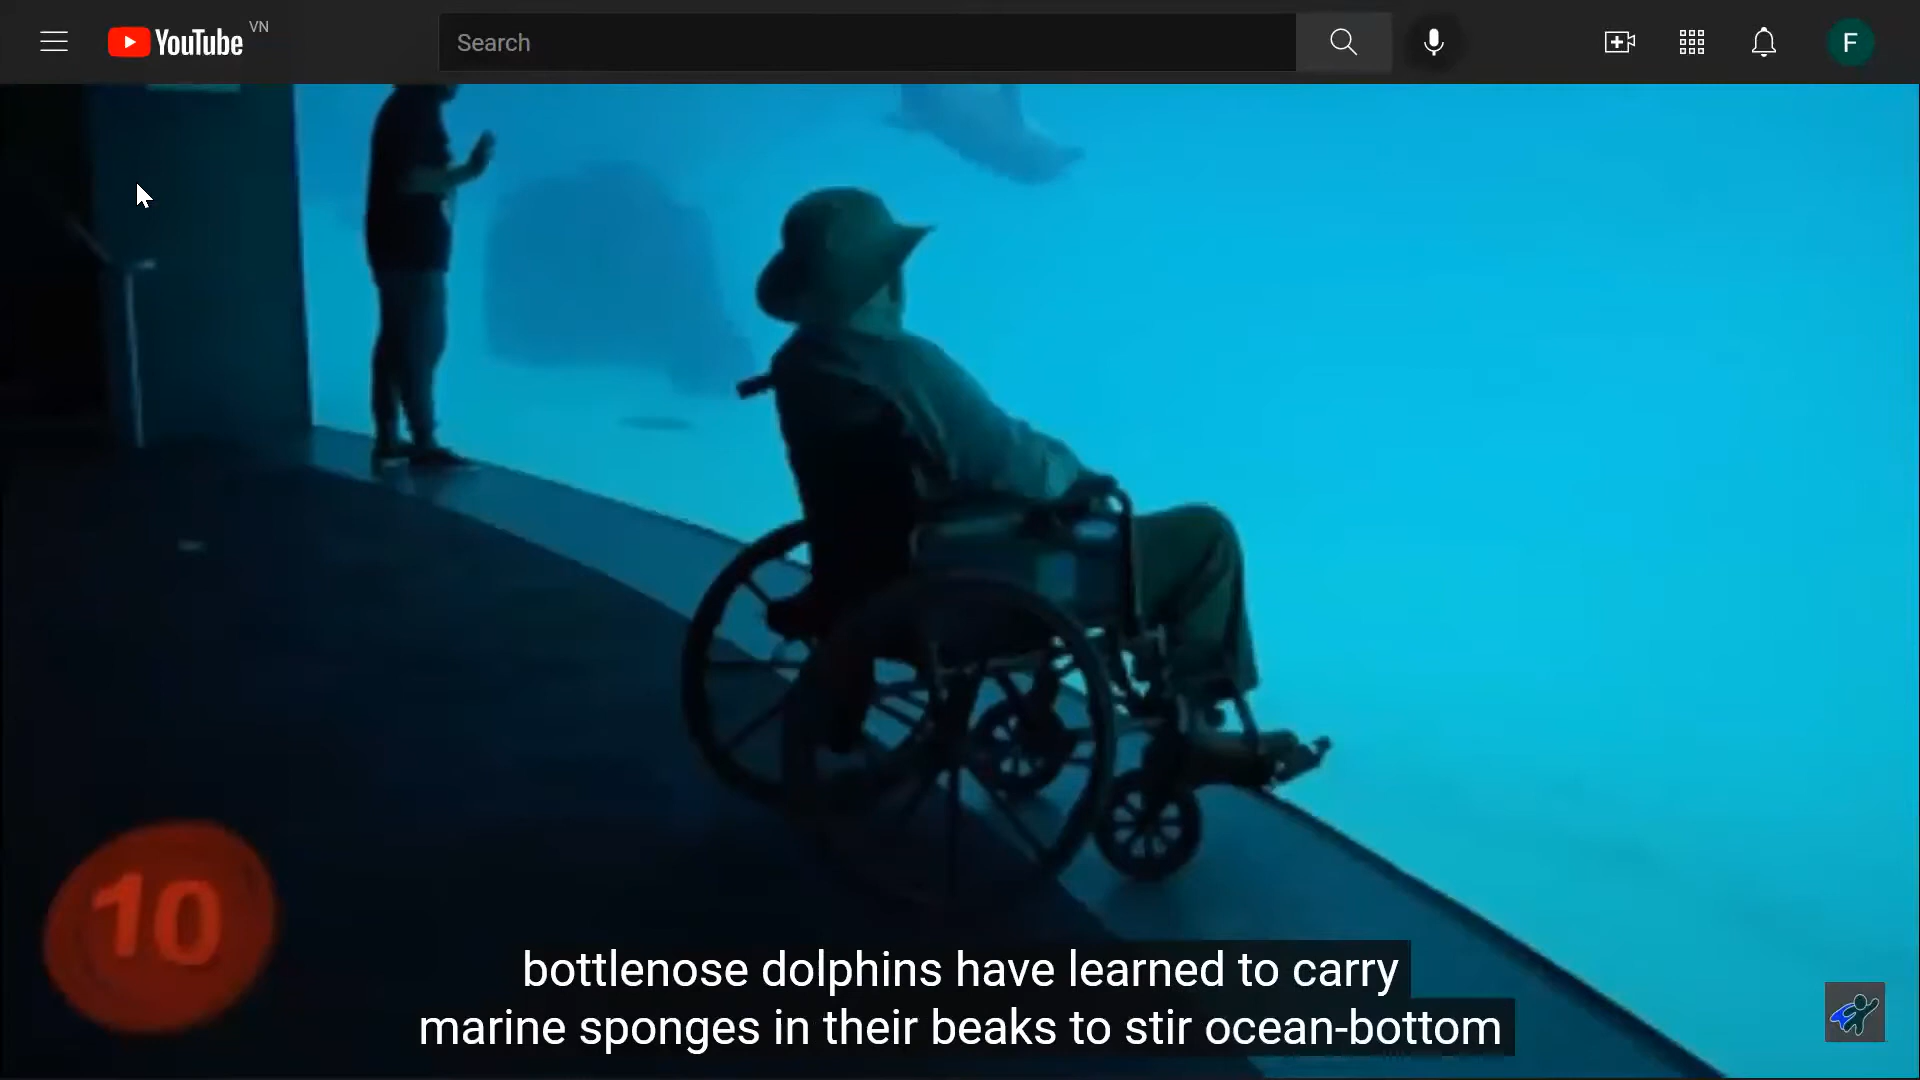 YouTube VN
Search
F
10
bottlenose dolphins have learned to carry
marine sponges in their beaks to stir ocean-bottom